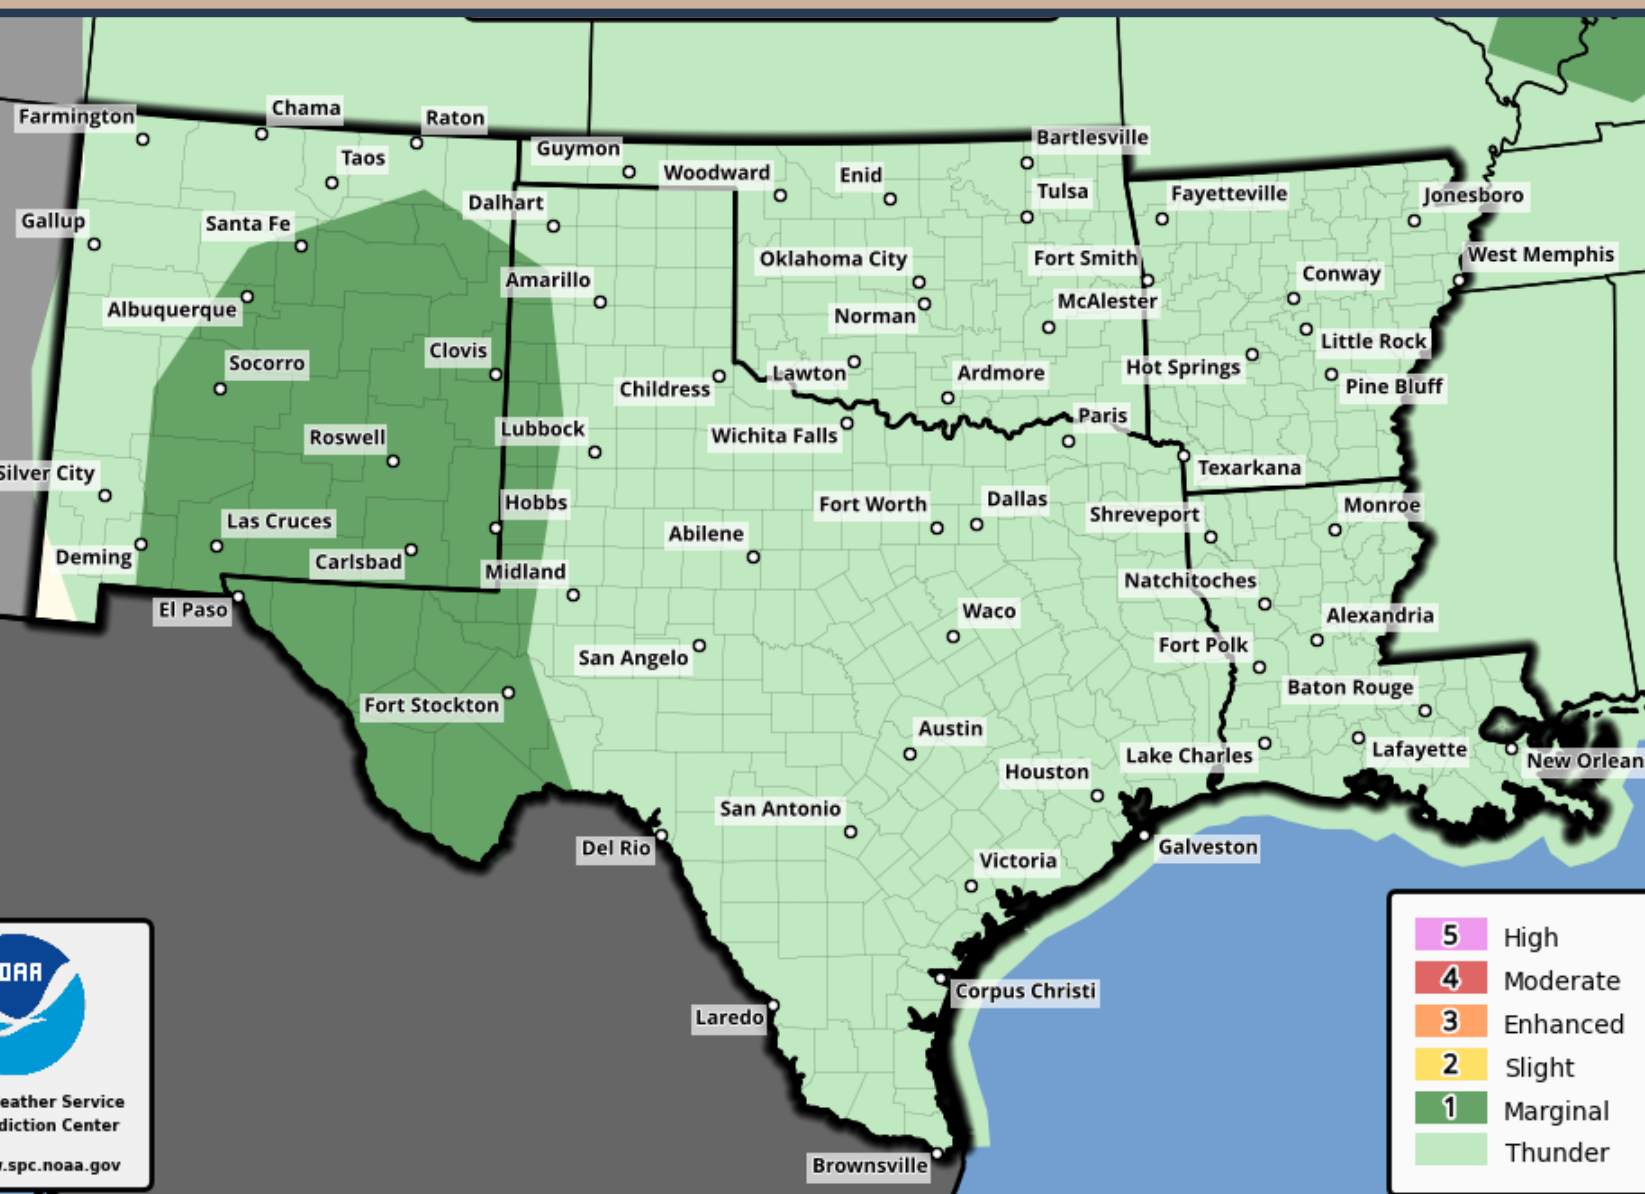 Farmington
Chama
Raton
Taos
Guymon
Woodward
Enid
Bartlesville
Tulsa
Fayetteville
Jonesboro
Gallup
Santa Fe
Dalhart
Oklahoma City
Fort Smith
West Memphis
Albuquerque
Amarillo
Norman
McAlester
Conway
Little Rock
Socorro
Clovis
Childress
Lawton
Ardmore
Hot Springs
Pine Bluff
Roswell
Lubbock
Wichita Falls
Paris
Texarkana
Silver City
Las Cruces
Hobbs
Abilene
Fort Worth
Dallas
Shreveport
Monroe
Deming
Carlsbad
Midland
Natchitoches
El Paso
San Angelo
Waco
Fort Polk
Alexandria
Fort Stockton
Austin
Baton Rouge
Houston
Lake Charles
Lafayette
New Orlean
San Antonio
Del Rio
Victoria
Galveston
Laredo
Corpus Christi
Brownsville
OAA
eather Service
diction Center
.spc.noaa.gov
5 High
4 Moderate
3 Enhanced
2 Slight
1 Marginal
Thunder